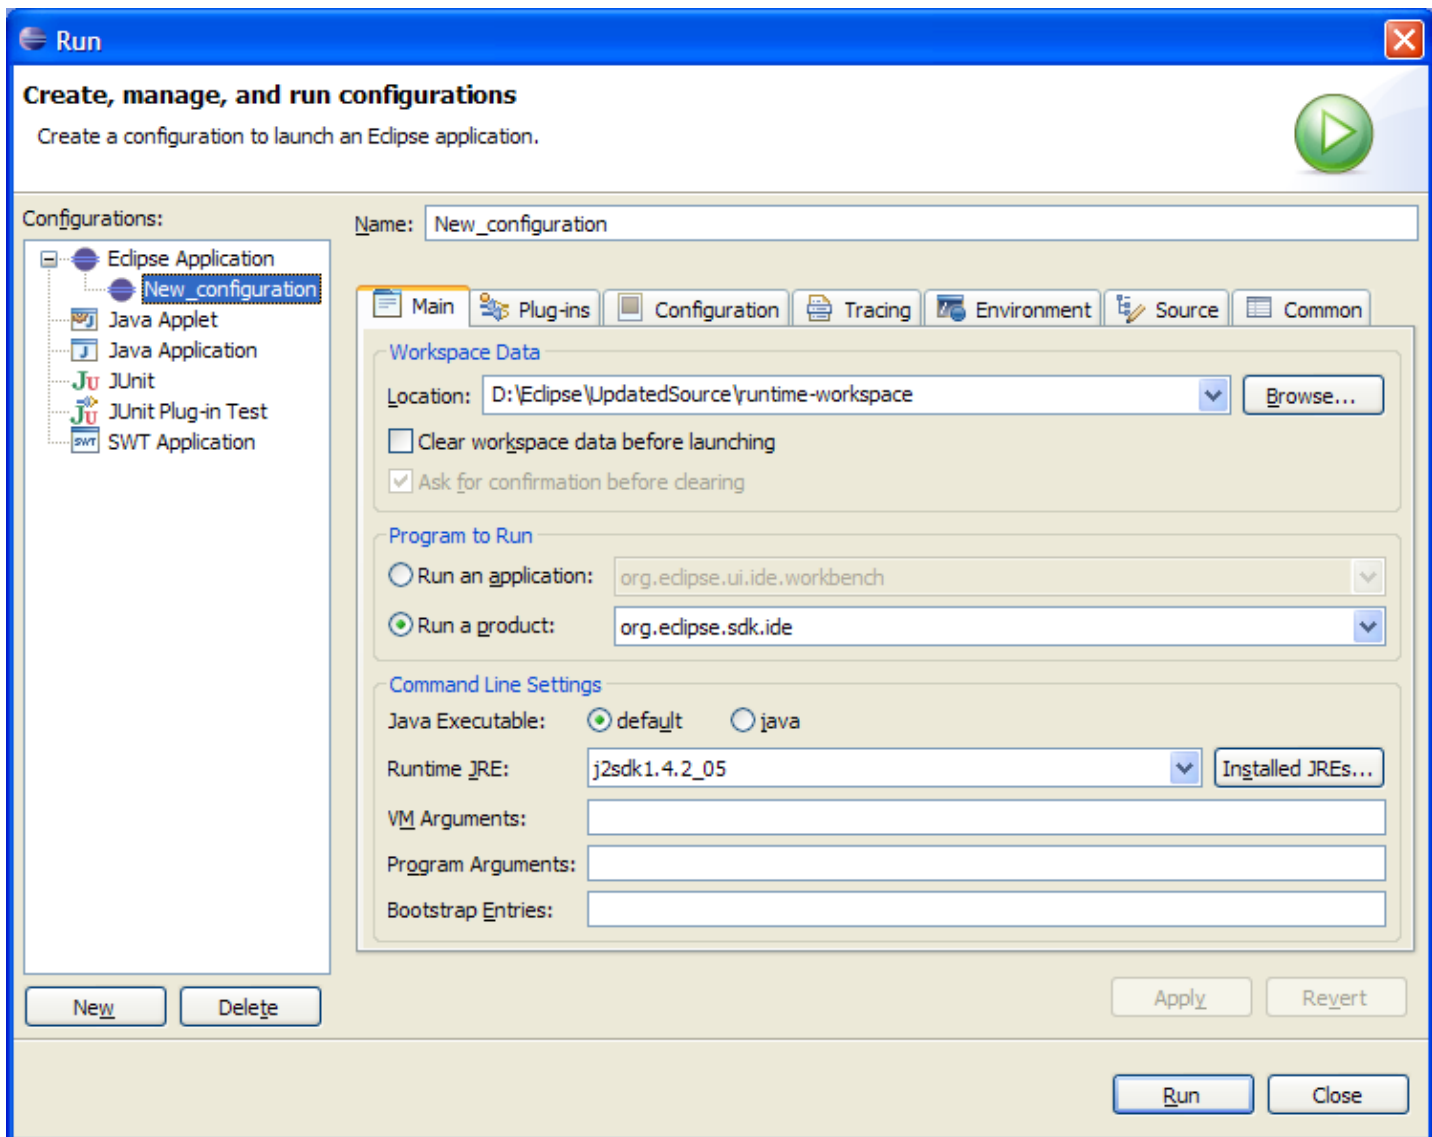 Run
Create, manage, and run configurations
Create a configuration to launch an Eclipse application.
Configurations:
Eclipse Application
New_configuration
Java Applet
Java Application
JUnit
JUnit Plug-in Test
SWT Application
New
Delete
Name: New_configuration
Main Plug-ins Configuration Tracing Environment Source Common
Workspace Data
Location: D:\Eclipse\UpdatedSource\runtime-workspace Browse...
Clear workspace data before launching
Ask for confirmation before clearing
Program to Run
Run an application: org.eclipse.ui.ide.workbench
Run a product: org.eclipse.sdk.ide
Command Line Settings
Java Executable: default java
Runtime JRE: j2sdk1.4.2_05 Installed JREs...
VM Arguments:
Program Arguments:
Bootstrap Entries:
Apply Revert
Run Close